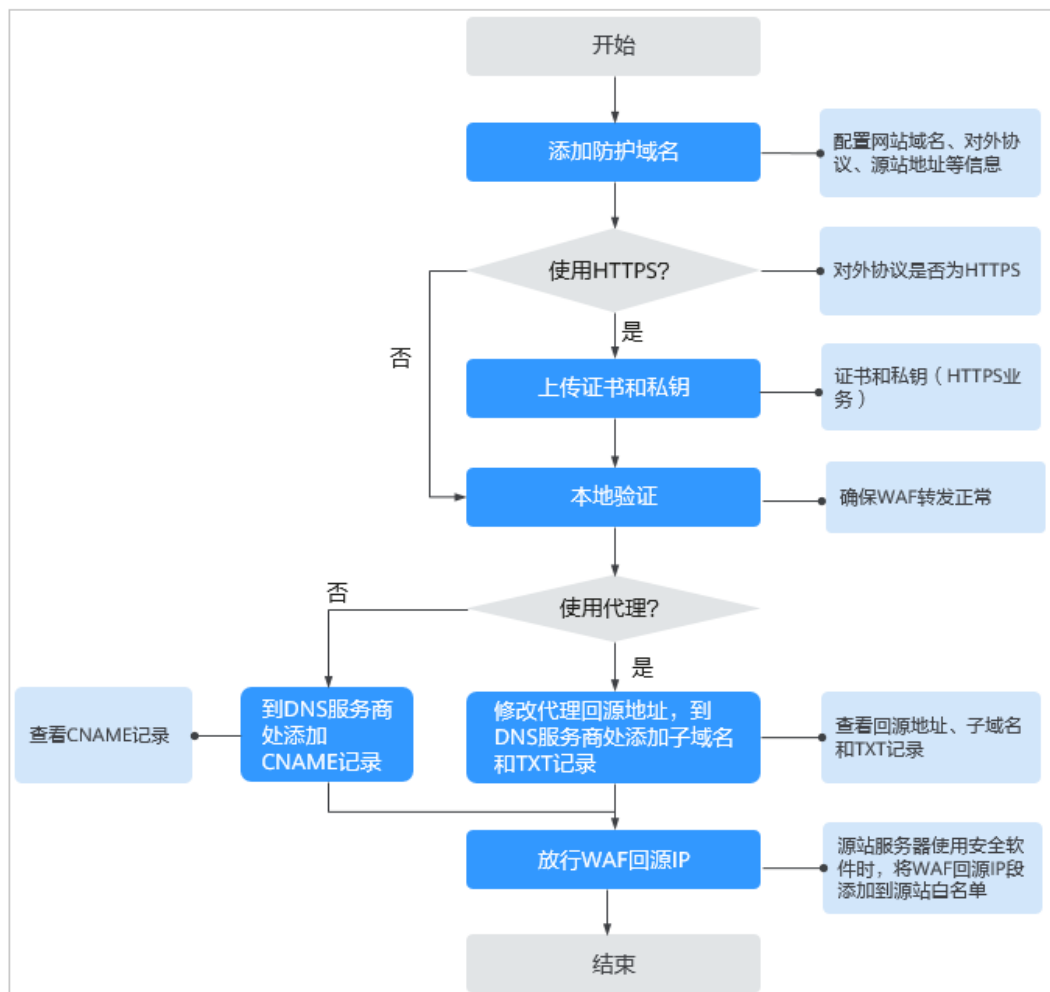 开始
添加防护域名
配置网站域名、对外协
议、源站地址等信息
使用HTTPS?
对外协议是否为HTTPS
是
否
上传证书和私钥
证书和私钥（HTTPS业
务）
本地验证
确保WAF转发正常
否
使用代理?
是
查看CNAME记录
到DNS服务商
处添加
CNAME记录
修改代理回源地址，到
DNS服务商处添加子域名
和TXT记录
查看回源地址、子域名
和TXT记录
放行WAF回源IP
源站服务器使用安全软
件时，将WAF回源IP段
添加到源站白名单
结束